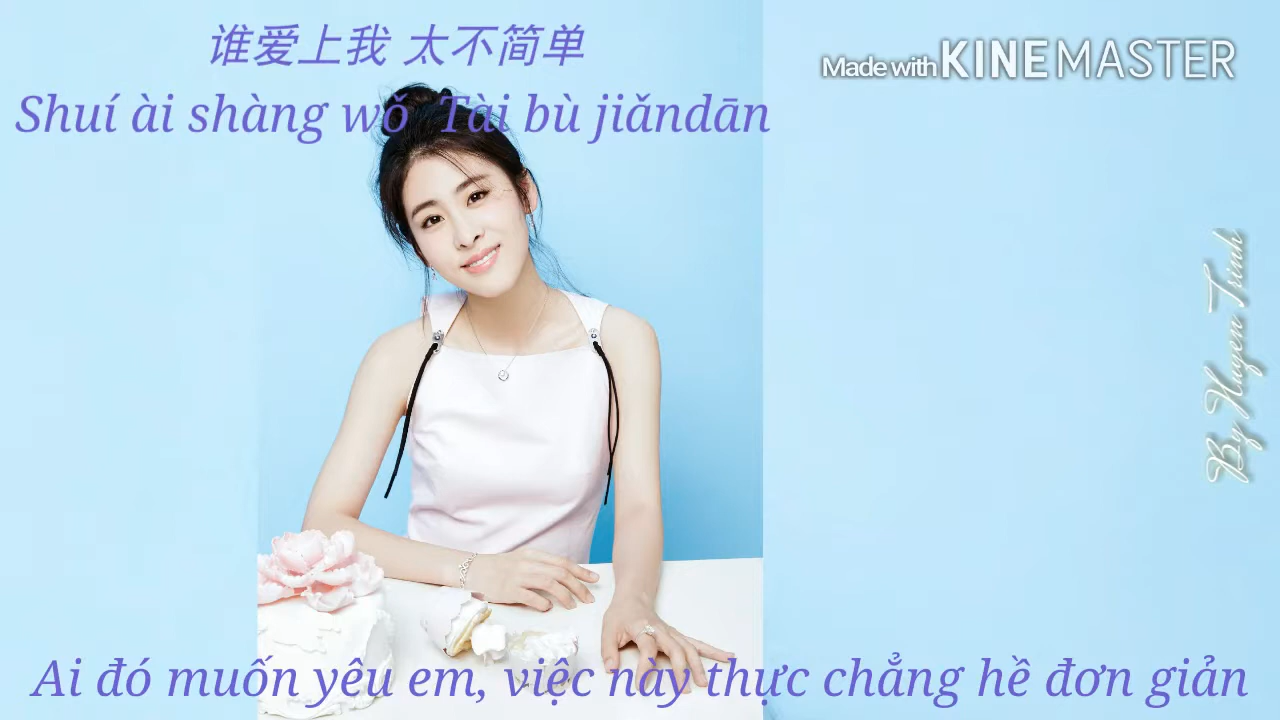 谁爱上我 太不简单
Made with KINEMASTER
Shuí ài shàng wǒ Tài bù jiǎndān
By Huyen Trinh
Ai đó muốn yêu em, việc này thực chẳng hề đơn giản